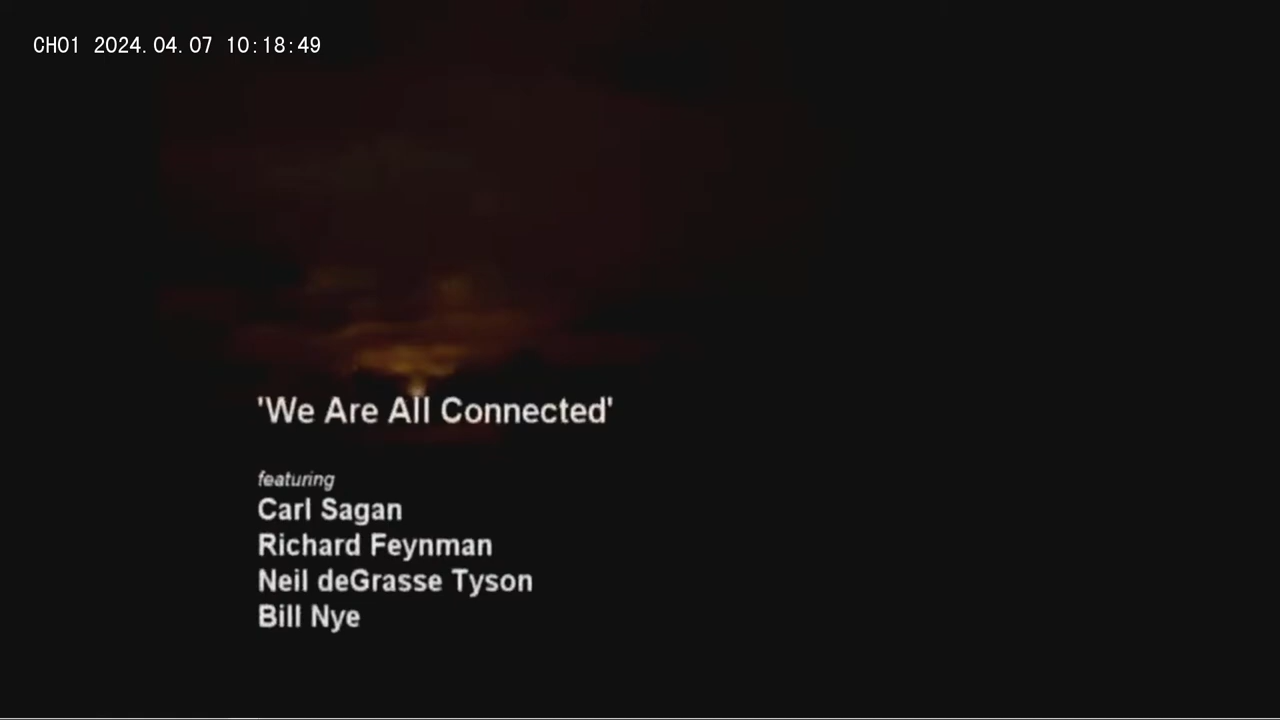 CH01 2024.04.07 10:18:49
'We Are All Connected'
featuring
Carl Sagan
Richard Feynman
Neil deGrasse Tyson
Bill Nye